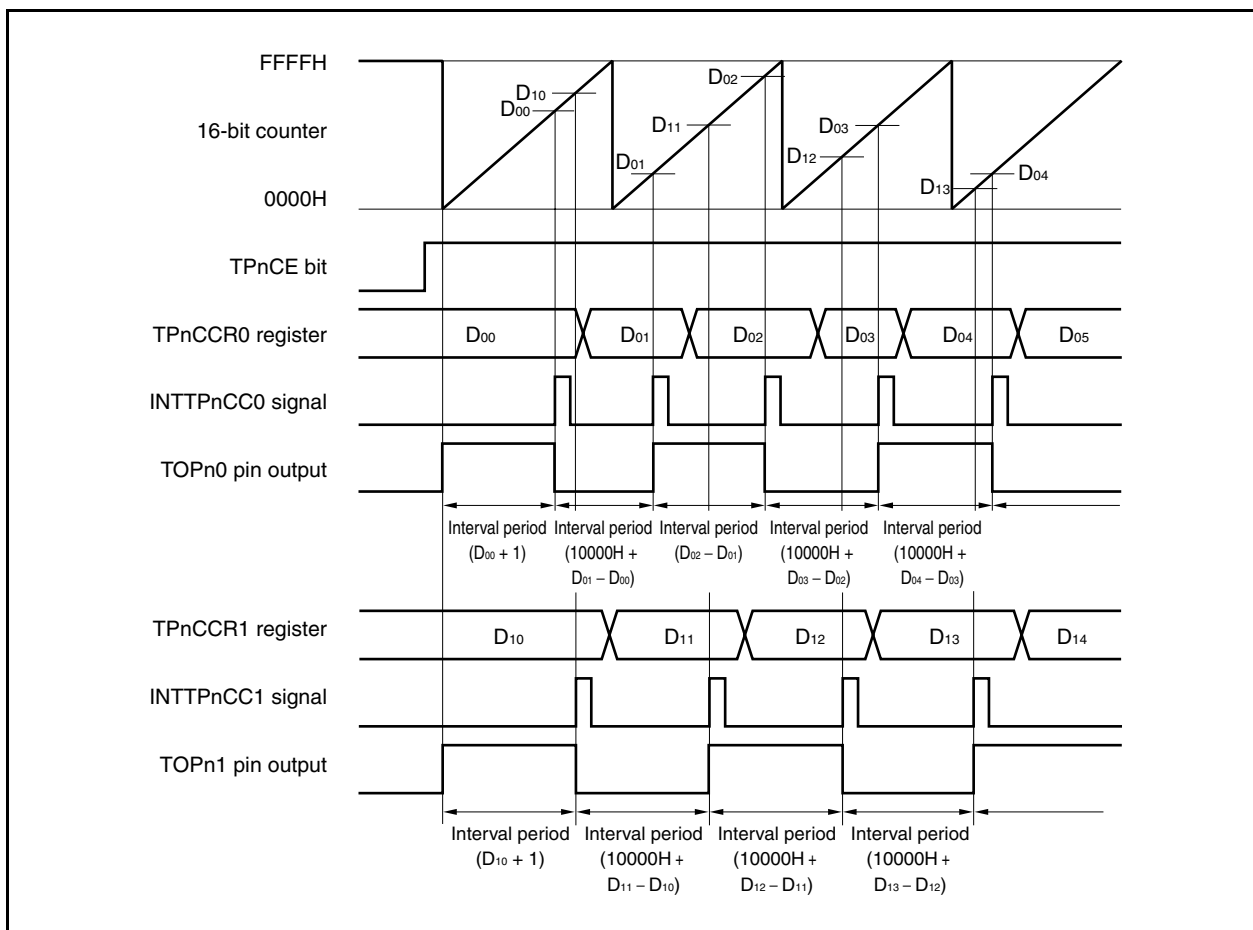 FFFFH
D10
D00
D02
16-bit counter
D11
D03
D01
D12
D13
D04
0000H
TPnCE bit
TPnCCR0 register
D00
D01
D02
D03
D04
D05
INTTPnCC0 signal
TOPn0 pin output
Interval period
(D00 + 1)
Interval period
(10000H +
D01 – D00)
Interval period
(D02 – D01)
Interval period
(10000H +
D03 – D02)
Interval period
(10000H +
D04 – D03)
TPnCCR1 register
D10
D11
D12
D13
D14
INTTPnCC1 signal
TOPn1 pin output
Interval period
(D10 + 1)
Interval period
(10000H +
D11 – D10)
Interval period
(10000H +
D12 – D11)
Interval period
(10000H +
D13 – D12)